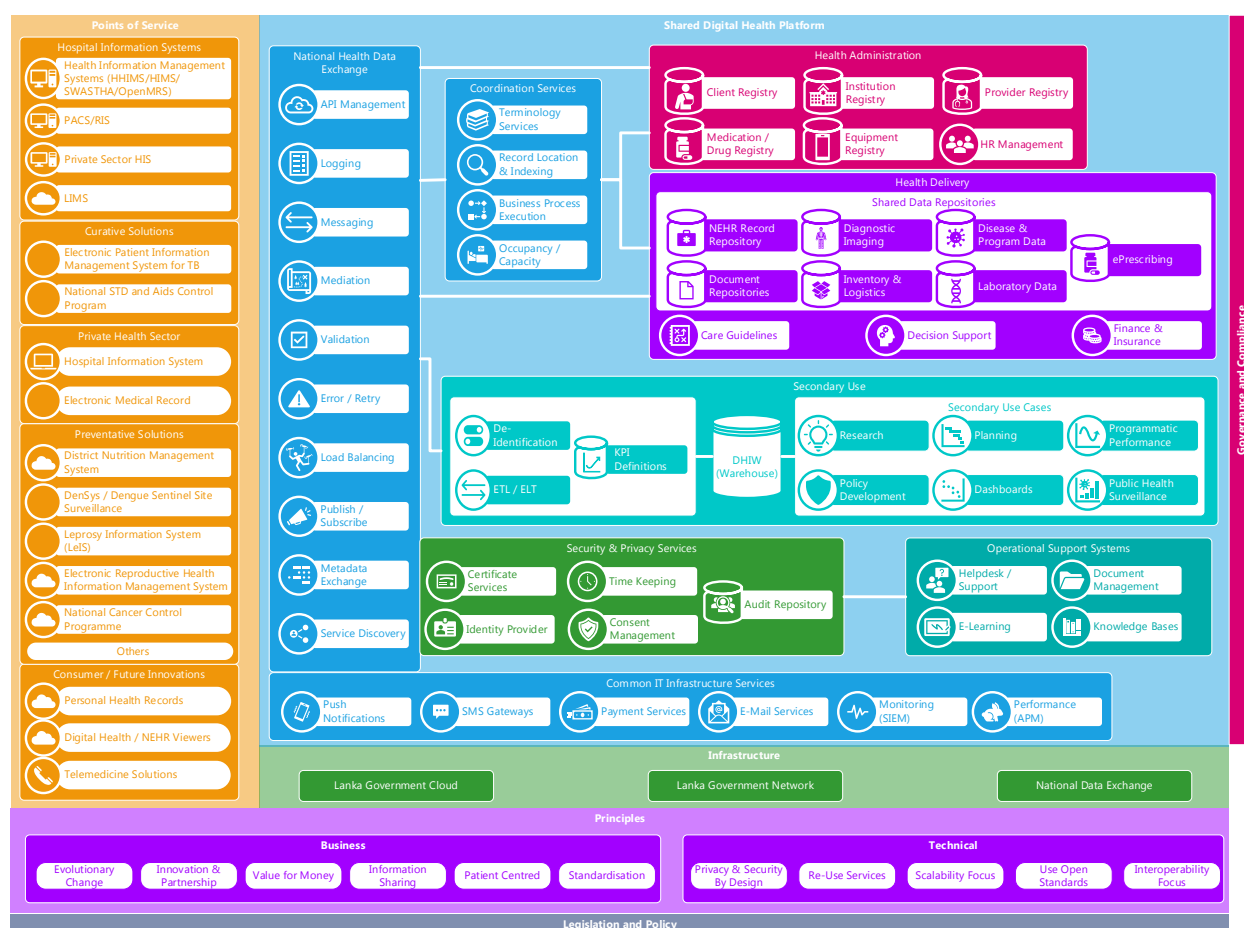 Points of Service
Hospital Information Systems
Health Information Management
Systems (HHIMS/HIMS/
SWASTHA/OpenMRS)
PACS/RIS
Private Sector HIS
LIMS
Curative Solutions
Electronic Patient Information
Management System for TB
National STD and Aids Control
Program
Private Health Sector
Hospital Information System
Electronic Medical Record
Preventative Solutions
District Nutrition Management
System
DenSys / Dengue Sentinel Site
Surveillance
Leprosy Information System
(LeIS)
Electronic Reproductive Health
Information Management System
National Cancer Control
Programme
Others
Consumer / Future Innovations
Personal Health Records
Digital Health / NEHR Viewers
Telemedicine Solutions
Shared Digital Health Platform
National Health Data
Exchange
API Management
Logging
Messaging
Mediation
Validation
Error / Retry
Load Balancing
Publish /
Subscribe
Metadata
Exchange
Service Discovery
Coordination Services
Terminology
Services
Record Location
& Indexing
Business Process
Execution
Occupancy /
Capacity
Health Administration
Client Registry
Institution
Registry
Provider Registry
Medication /
Drug Registry
Equipment
Registry
HR Management
Health Delivery
Shared Data Repositories
NEHR Record
Repository
Diagnostic
Imaging
Disease &
Program Data
ePrescribing
Document
Repositories
Inventory &
Logistics
Laboratory Data
Care Guidelines
Decision Support
Finance &
Insurance
Secondary Use
De-
Identification
ETL / ELT
KPI
Definitions
DHIW
(Warehouse)
Secondary Use Cases
Research
Planning
Programmatic
Performance
Policy
Development
Dashboards
Public Health
Surveillance
Security & Privacy Services
Certificate
Services
Time Keeping
Audit Repository
Identity Provider
Consent
Management
Operational Support Systems
Helpdesk /
Support
Document
Management
E-Learning
Knowledge Bases
Common IT Infrastructure Services
Push
Notifications
SMS Gateways
Payment Services
E-Mail Services
Monitoring
(SIEM)
Performance
(APM)
Governance and Compliance
Infrastructure
Lanka Government Cloud
Lanka Government Network
National Data Exchange
Principles
Business
Evolutionary
Change
Innovation &
Partnership
Value for Money
Information
Sharing
Patient Centred
Standardisation
Technical
Privacy & Security
By Design
Re-Use Services
Scalability Focus
Use Open
Standards
Interoperability
Focus
Legislation and Policy